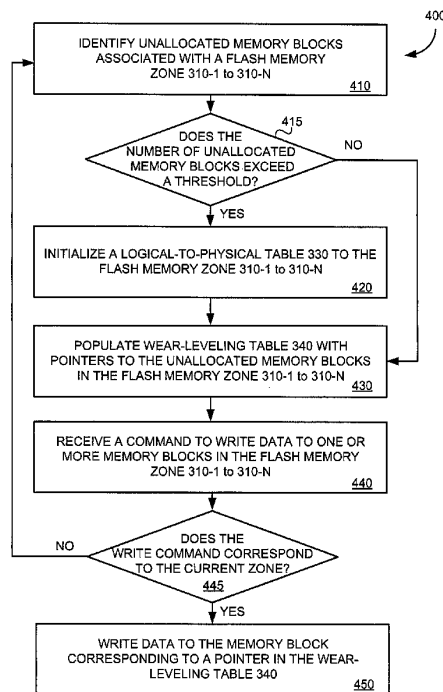 400
IDENTIFY UNALLOCATED MEMORY BLOCKS
ASSOCIATED WITH A FLASH MEMORY
ZONE 310-1 to 310-N
410
415
DOES THE
NUMBER OF UNALLOCATED
MEMORY BLOCKS EXCEED
A THRESHOLD?
NO
YES
INITIALIZE A LOGICAL-TO-PHYSICAL TABLE 330 TO THE
FLASH MEMORY ZONE 310-1 to 310-N
420
POPULATE WEAR-LEVELING TABLE 340 WITH
POINTERS TO THE UNALLOCATED MEMORY BLOCKS
IN THE FLASH MEMORY ZONE 310-1 to 310-N
430
RECEIVE A COMMAND TO WRITE DATA TO ONE OR
MORE MEMORY BLOCKS IN THE FLASH MEMORY
ZONE 310-1 to 310-N
440
DOES THE
WRITE COMMAND CORRESPOND
TO THE CURRENT ZONE?
445
NO
YES
WRITE DATA TO THE MEMORY BLOCK
CORRESPONDING TO A POINTER IN THE WEAR-
LEVELING TABLE 340
450